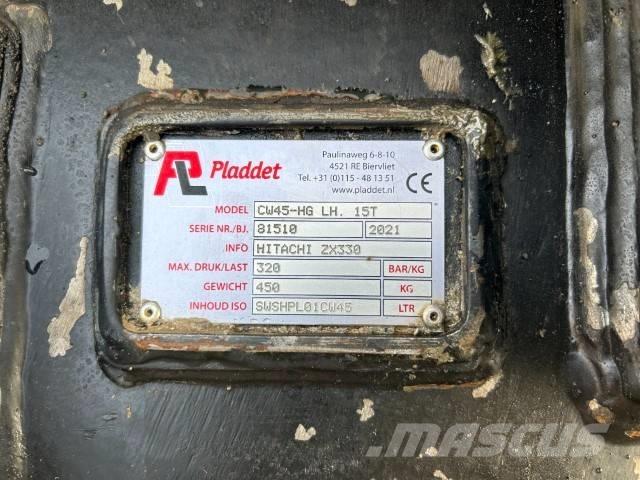 PL Pladdet
Paulinaweg 6-8-10
4521 RE Biervliet
Tel. +31 (0)115 - 48 13 51
www.pladdet.nl
CE
MODEL CW45-HG LH. 15T
SERIE NR./BJ. 81510 2021
INFO HITACHI ZX330
MAX. DRUK/LAST 320 BAR/KG
GEWICHT 450 KG
INHOUD ISO SWSHPL01CW45 LTR
MASCUS